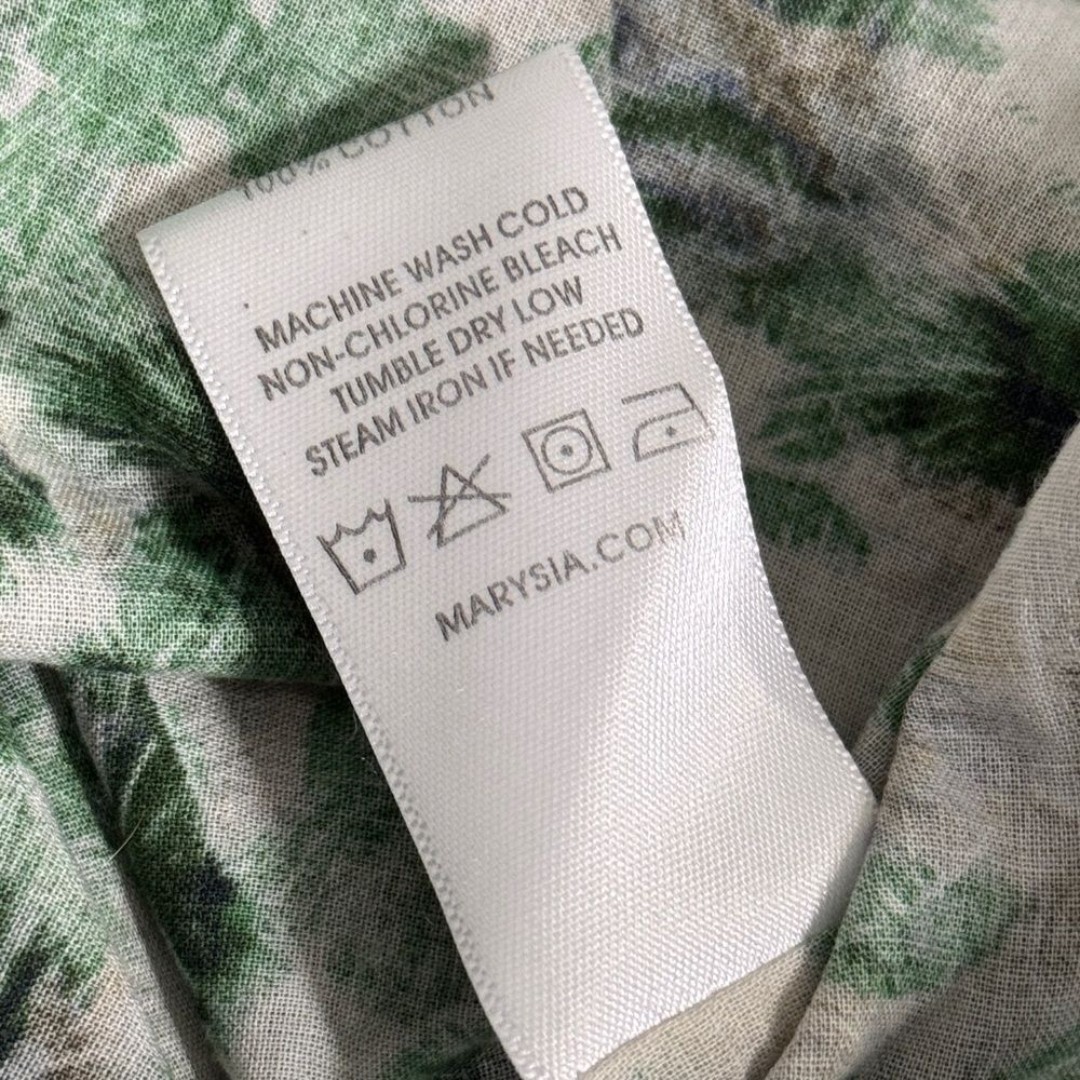 100% COTTON
MACHINE WASH COLD
NON-CHLORINE BLEACH
TUMBLE DRY LOW
STEAM IRON IF NEEDED
MARYSIA.COM